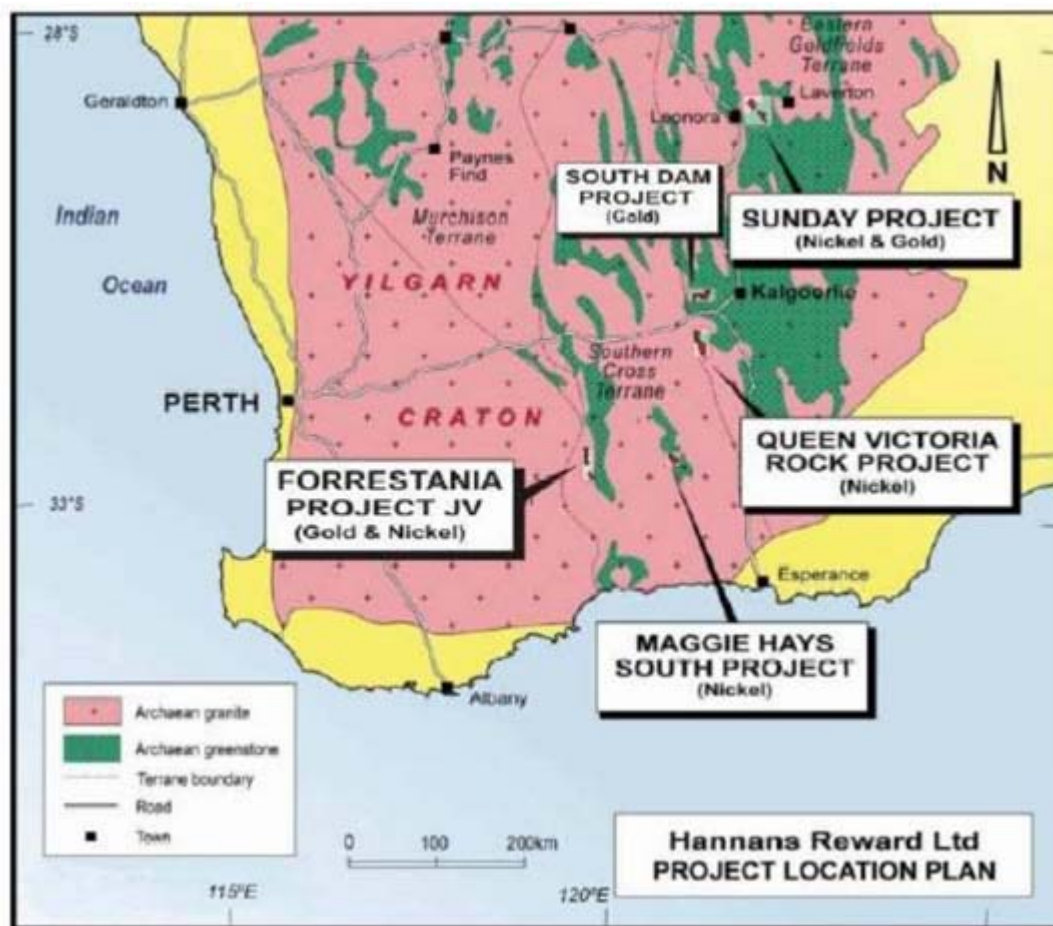 28°S
Geraldton
Indian
Ocean
Paynes
Find
Murchison
Terrane
YILGARN
CRATON
Eastern
Goldfields
Terrane
Laverton
Leonora
N
SOUTH DAM
PROJECT
(Gold)
SUNDAY PROJECT
(Nickel & Gold)
Kalgoorlie
Southern
Cross
Terrane
PERTH
QUEEN VICTORIA
ROCK PROJECT
(Nickel)
FORRESTANIA
PROJECT JV
(Gold & Nickel)
33°S
Esperance
MAGGIE HAYS
SOUTH PROJECT
(Nickel)
Albany
Archaean granite
Archaean greenstone
Terrane boundary
Road
Town
0 100 200km
Hannans Reward Ltd
PROJECT LOCATION PLAN
115°E
120°E